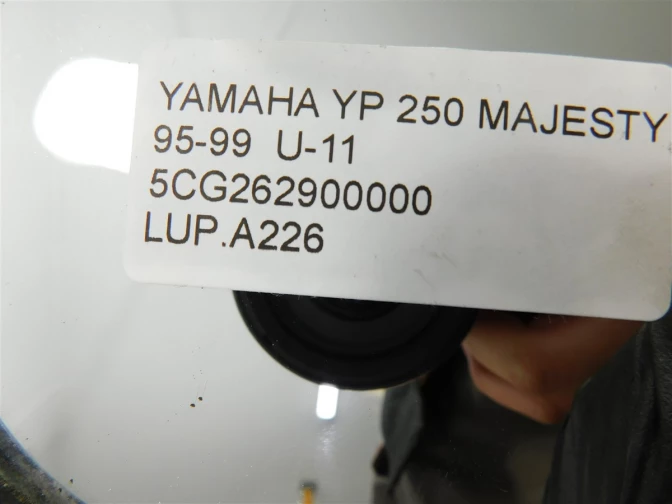 YAMAHA YP 250 MAJESTY
95-99 U-11
5CG262900000
LUP.A226